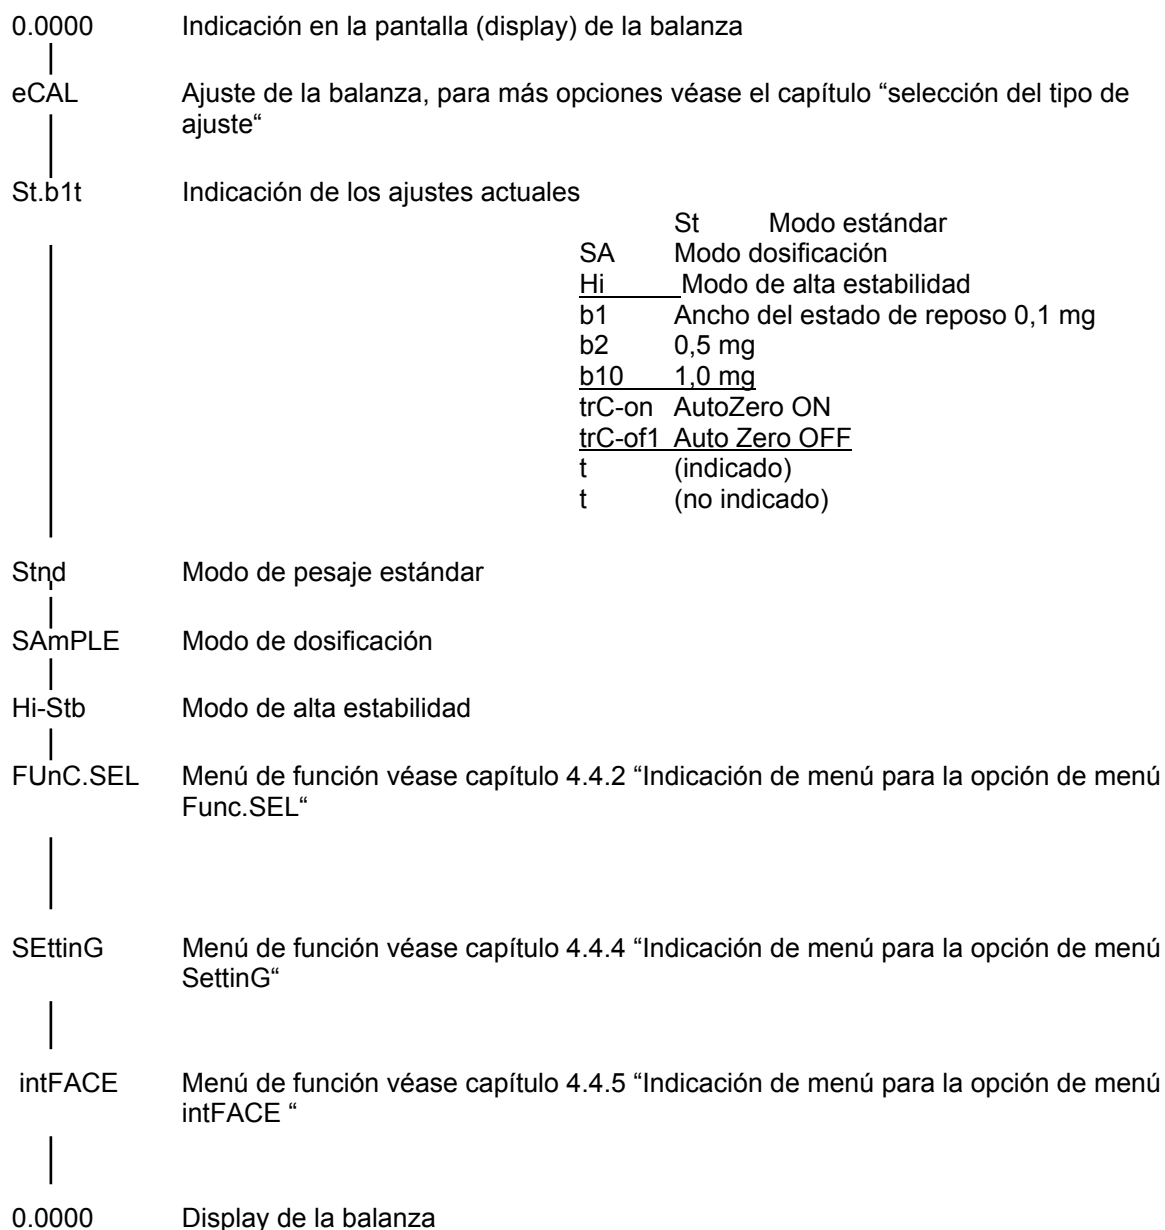 0.0000 Indicación en la pantalla (display) de la balanza
eCAL Ajuste de la balanza, para más opciones véase el capítulo “selección del tipo de
ajuste“
St.b1t Indicación de los ajustes actuales
St Modo estándar
SA Modo dosificación
Hi Modo de alta estabilidad
b1 Ancho del estado de reposo 0,1 mg
b2 0,5 mg
b10 1,0 mg
trC-on AutoZero ON
trC-of1 Auto Zero OFF
t (indicado)
t (no indicado)
Stnd Modo de pesaje estándar
SAmPLE Modo de dosificación
Hi-Stb Modo de alta estabilidad
FUnC.SEL Menú de función véase capítulo 4.4.2 “Indicación de menú para la opción de menú
Func.SEL“
SEttinG Menú de función véase capítulo 4.4.4 “Indicación de menú para la opción de menú
SettinG“
intFACE Menú de función véase capítulo 4.4.5 “Indicación de menú para la opción de menú
intFACE “
0.0000 Display de la balanza